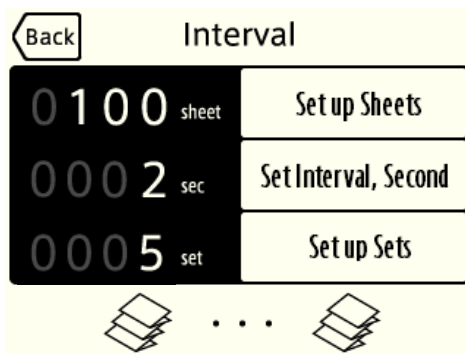 Back Interval
0100 sheet Set up Sheets
0002 sec Set Interval, Second
0005 set Set up Sets